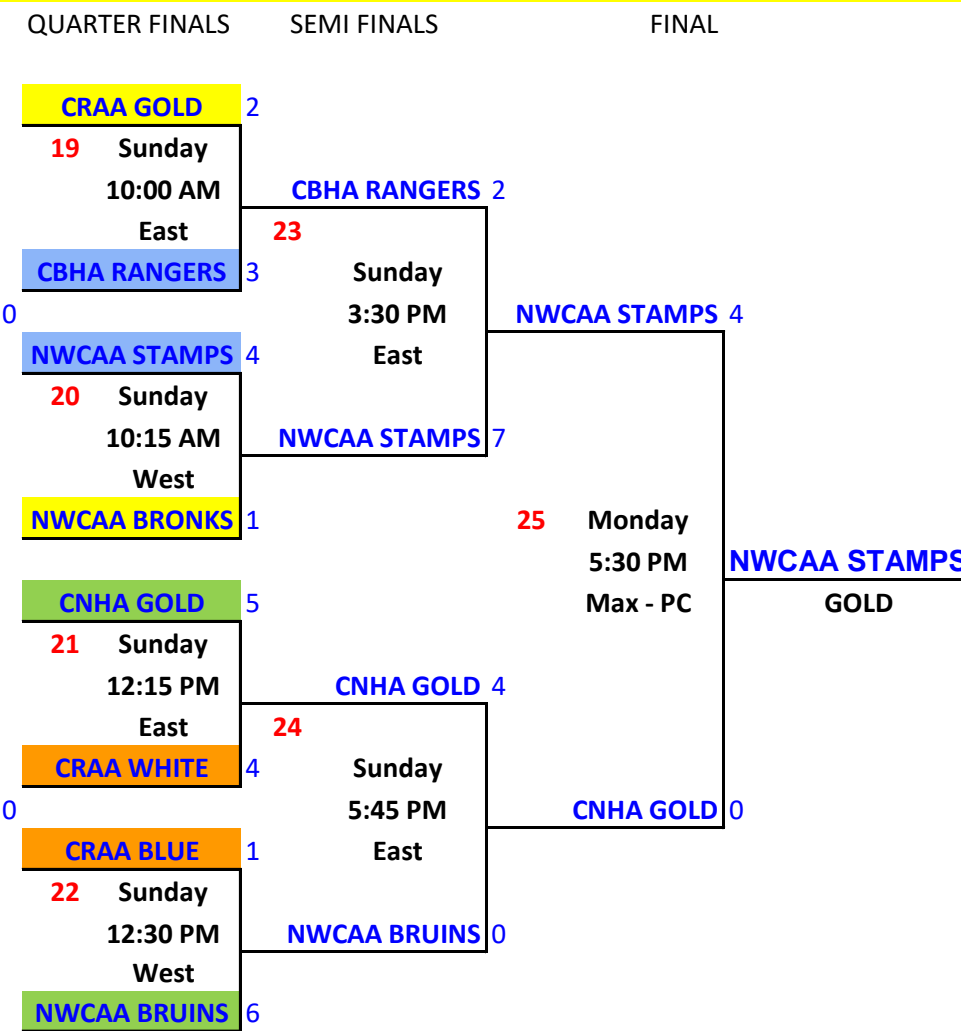 QUARTER FINALS SEMI FINALS FINAL
CRAA GOLD 2
19 Sunday
10:00 AM CBHA RANGERS 2
East 23
CBHA RANGERS 3 Sunday
0 3:30 PM NWCAA STAMPS 4
NWCAA STAMPS 4 East
20 Sunday
10:15 AM NWCAA STAMPS 7
West
NWCAA BRONKS 1 25 Monday
5:30 PM NWCAA STAMPS
CNHA GOLD 5 Max - PC GOLD
21 Sunday
12:15 PM CNHA GOLD 4
East 24
CRAA WHITE 4 Sunday
0 5:45 PM CNHA GOLD 0
CRAA BLUE 1 East
22 Sunday
12:30 PM NWCAA BRUINS 0
West
NWCAA BRUINS 6